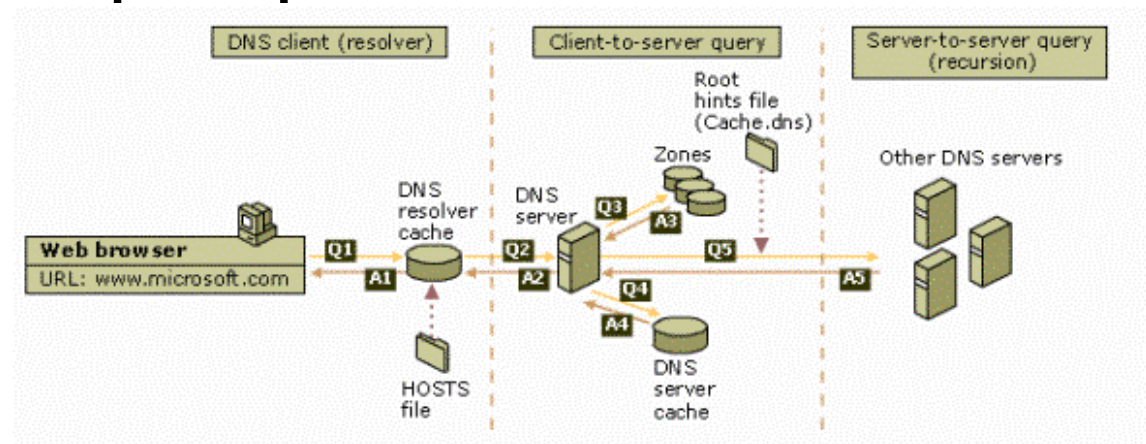 DNS client (resolver)
Client-to-server query
Server-to-server query
(recursion)
Root
hints file
(Cache.dns)
Zones
Other DNS servers
DNS
resolver
cache
DNS
server
Q3
A3
Web browser
URL: www.microsoft.com
Q1
A1
Q2
A2
Q5
A5
Q4
A4
HOSTS
file
DNS
server
cache